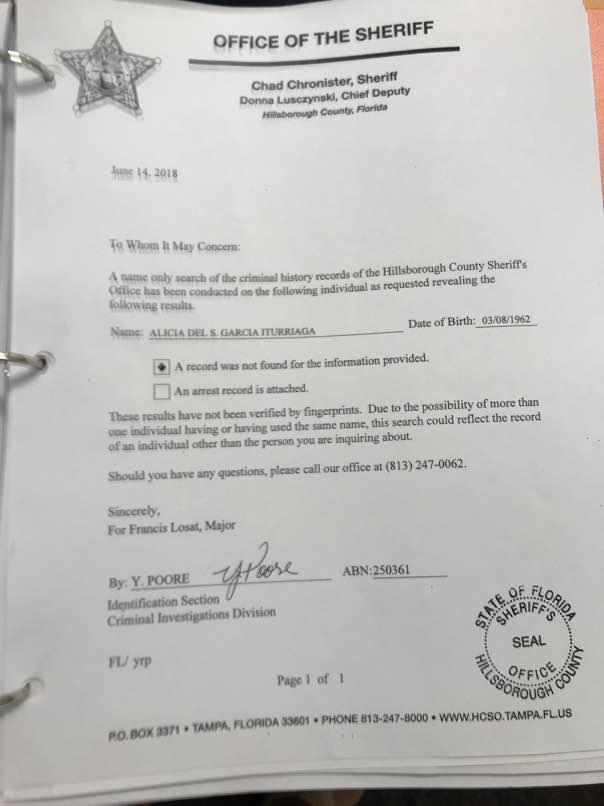 OFFICE OF THE SHERIFF
Chad Chronister, Sheriff
Donna Lusczynski, Chief Deputy
Hillsborough County, Florida
June 14, 2018
To Whom It May Concern:
A name only search of the criminal history records of the Hillsborough County Sheriff's
Office has been conducted on the following individual as requested revealing the
following results.
Name: ALICIA DEL S. GARCIA ITURRIAGA Date of Birth: 03/08/1962
A record was not found for the information provided.
An arrest record is attached.
These results have not been verified by fingerprints. Due to the possibility of more than
one individual having or having used the same name, this search could reflect the record
of an individual other than the person you are inquiring about.
Should you have any questions, please call our office at (813) 247-0062.
Sincerely,
For Francis Losat, Major
By: Y. POORE YPoore ABN: 250361
Identification Section
Criminal Investigations Division
STATE OF FLORIDA
SHERIFF'S
SEAL
OFFICE
HILLSBOROUGH COUNTY
FL/ yrp
Page 1 of 1
P.O. BOX 3371 • TAMPA, FLORIDA 33601 • PHONE 813-247-8000 • WWW.HCSO.TAMPA.FL.US